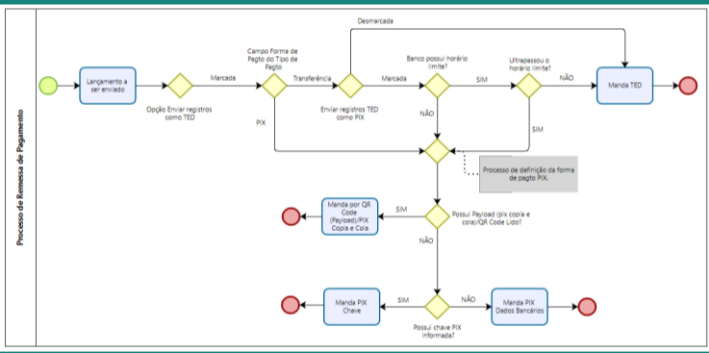 Processo de Remessa de Pagamento
Desmarcada
Lançamento a
ser enviado
Opção Enviar registros
como TED
Marcada
Campo Forma de
Pagto do Tipo de
Pagto
Transferência
PIX
Enviar registros TED
como PIX
Marcada
Banco possui horário
limite?
SIM
NÃO
Ultrapassou o
horário limite?
NÃO
SIM
Manda TED
Processo de definição da forma
de pagto PIX.
Possui Payload (pix copia e
cola)/QR Code Lido?
SIM
NÃO
Manda por QR
Code
(Payload)/PIX
Copia e Cola
Possui chave PIX
informada?
SIM
Manda PIX
Chave
NÃO
Manda PIX
Dados Bancários